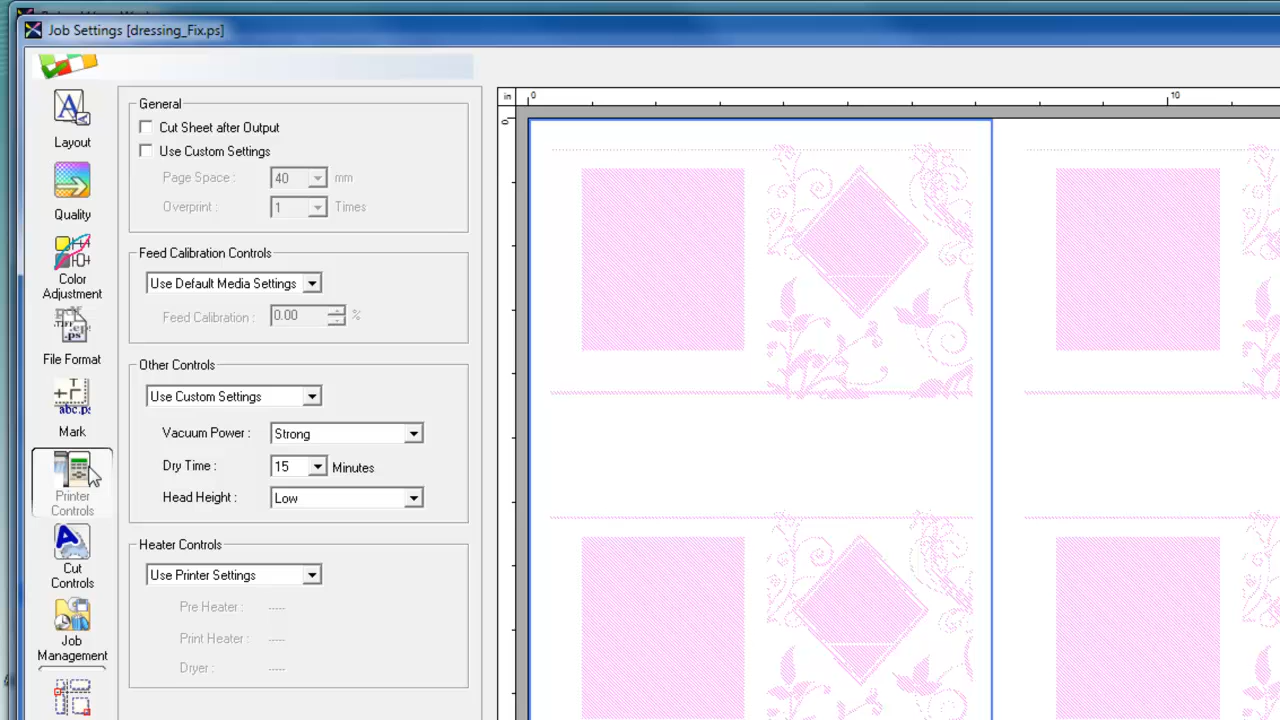 Job Settings [dressing_Fix.ps]
in
0
10
0
Layout
Quality
Color
Adjustment
File Format
Mark
Printer
Controls
Cut
Controls
Job
Management
General
Cut Sheet after Output
Use Custom Settings
Page Space : 40 mm
Overprint : 1 Times
Feed Calibration Controls
Use Default Media Settings
Feed Calibration : 0.00 %
Other Controls
Use Custom Settings
Vacuum Power : Strong
Dry Time : 15 Minutes
Head Height : Low
Heater Controls
Use Printer Settings
Pre Heater : -----
Print Heater : -----
Dryer : -----